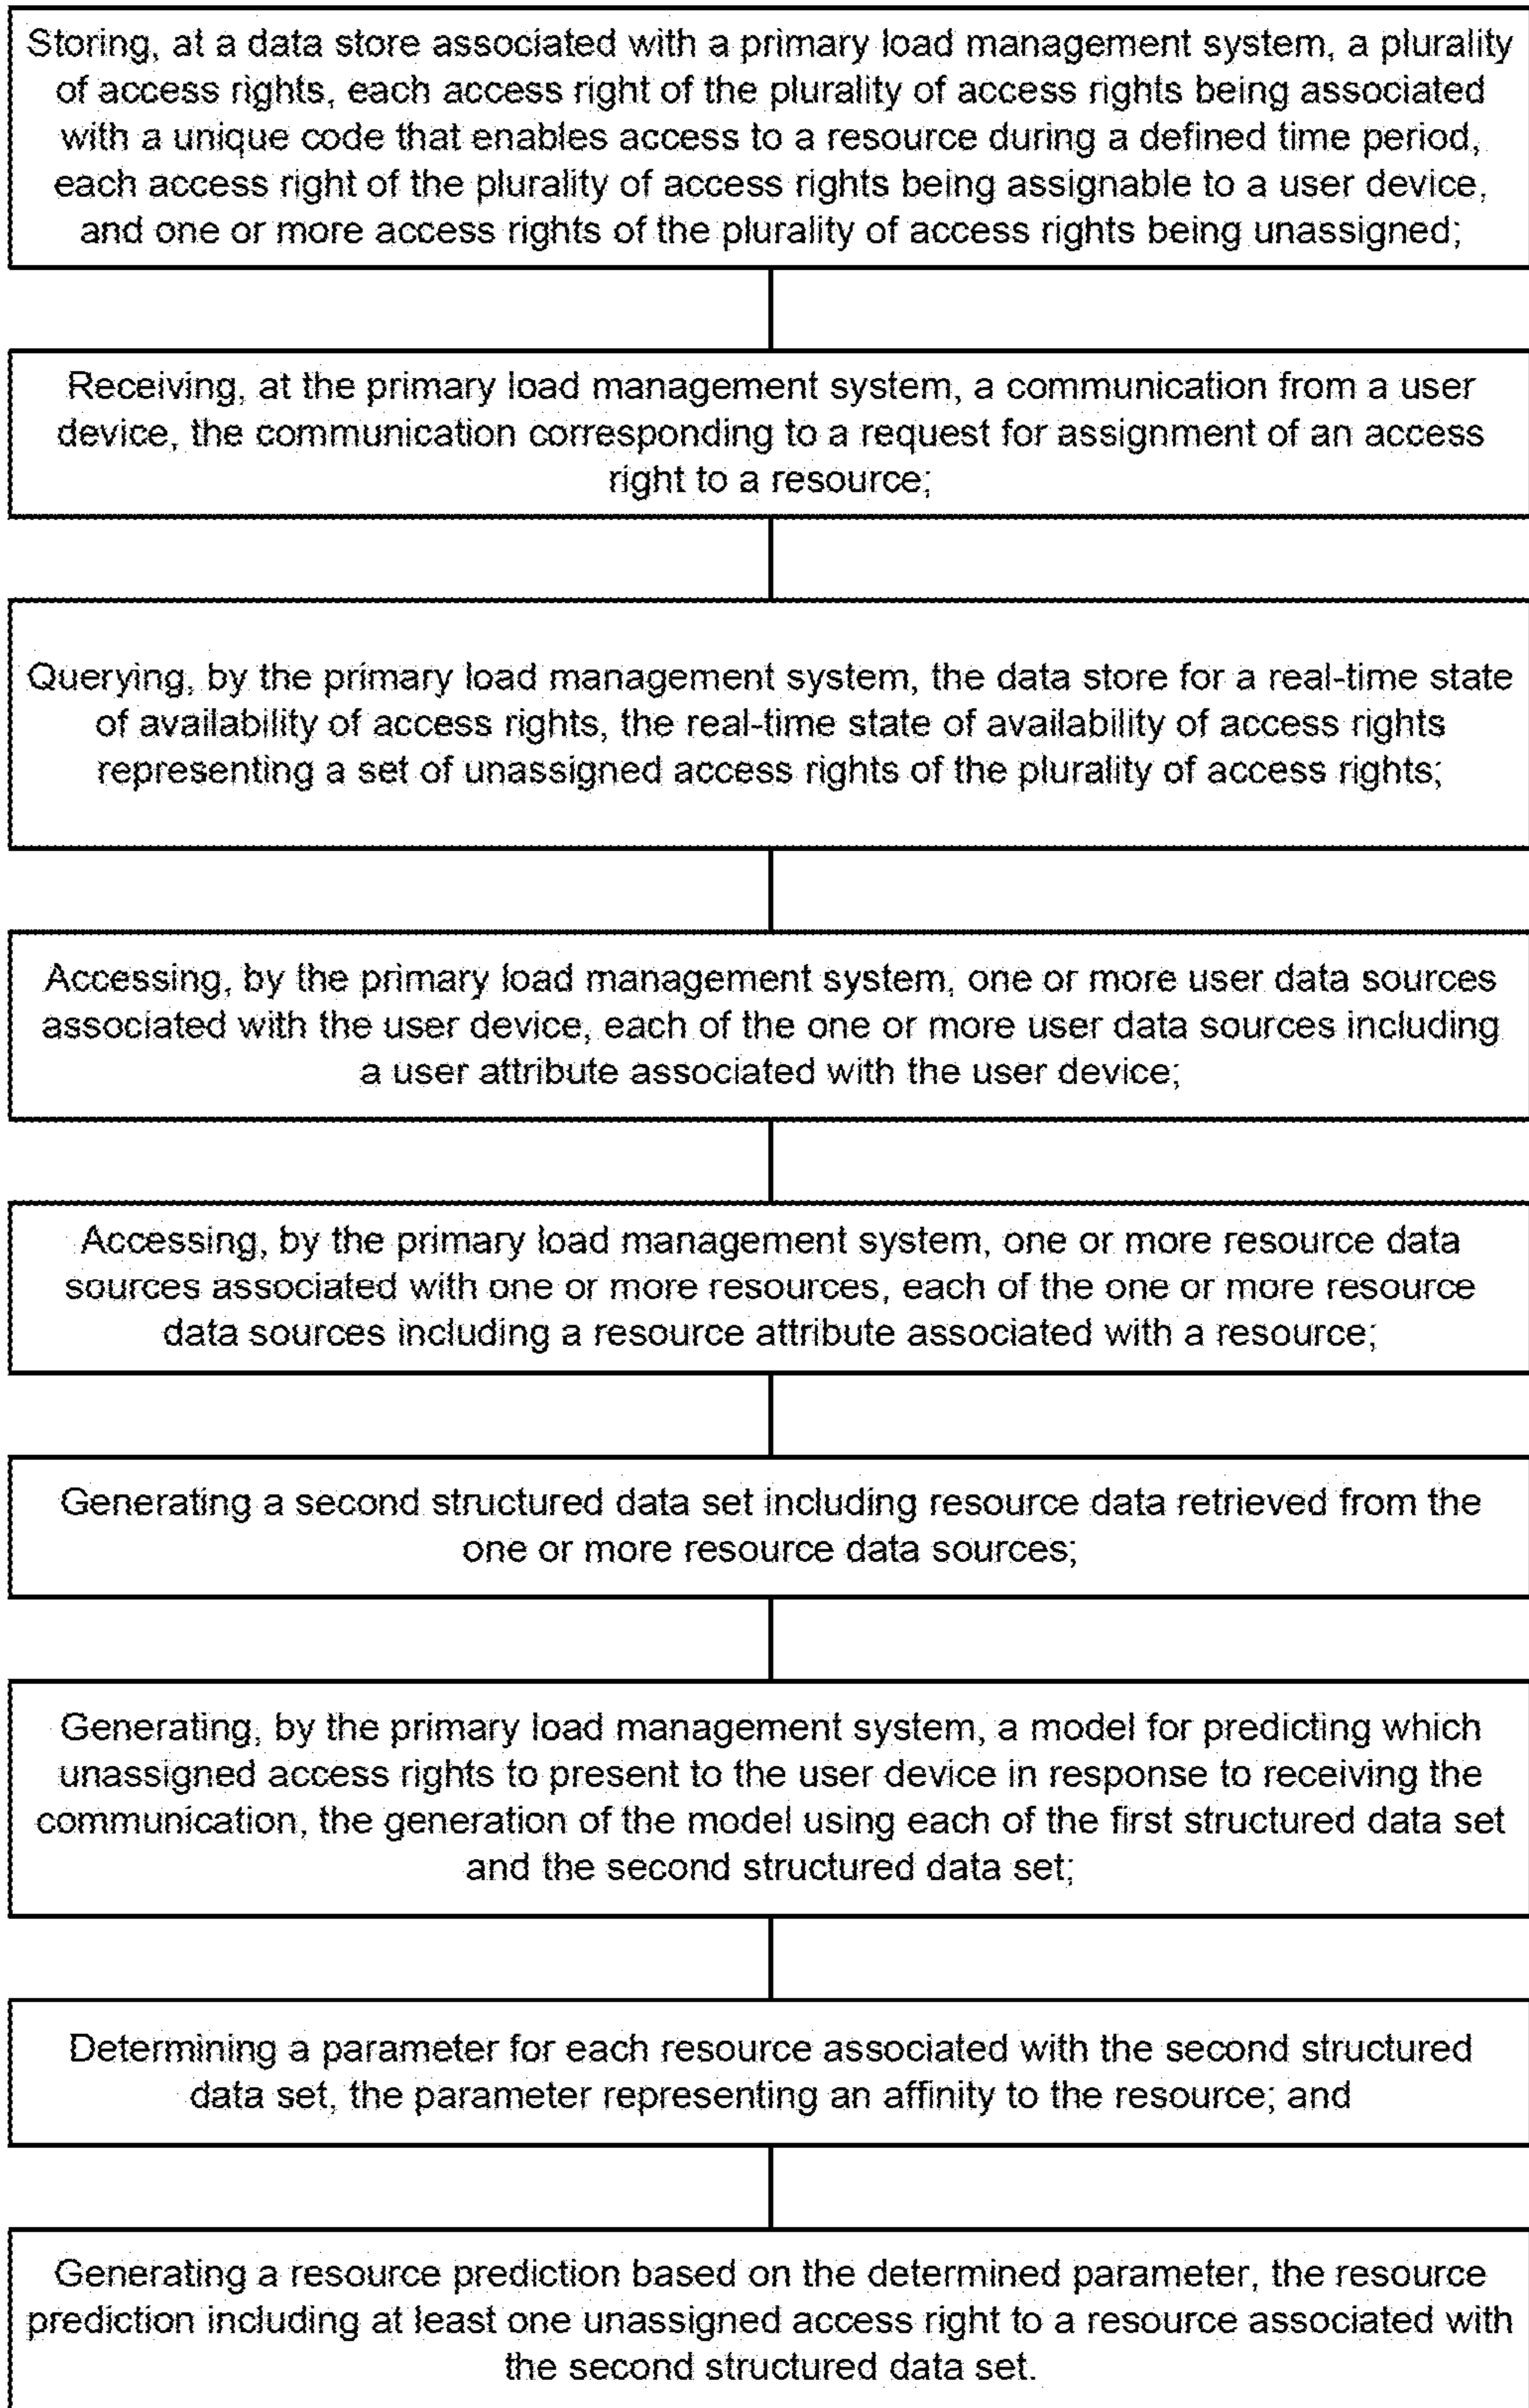 Storing, at a data store associated with a primary load management system, a plurality
of access rights, each access right of the plurality of access rights being associated
with a unique code that enables access to a resource during a defined time period,
each access right of the plurality of access rights being assignable to a user device,
and one or more access rights of the plurality of access rights being unassigned;
Receiving, at the primary load management system, a communication from a user
device, the communication corresponding to a request for assignment of an access
right to a resource;
Querying, by the primary load management system, the data store for a real-time state
of availability of access rights, the real-time state of availability of access rights
representing a set of unassigned access rights of the plurality of access rights;
Accessing, by the primary load management system, one or more user data sources
associated with the user device, each of the one or more user data sources including
a user attribute associated with the user device;
Accessing, by the primary load management system, one or more resource data
sources associated with one or more resources, each of the one or more resource
data sources including a resource attribute associated with a resource;
Generating a second structured data set including resource data retrieved from the
one or more resource data sources;
Generating, by the primary load management system, a model for predicting which
unassigned access rights to present to the user device in response to receiving the
communication, the generation of the model using each of the first structured data set
and the second structured data set;
Determining a parameter for each resource associated with the second structured
data set, the parameter representing an affinity to the resource; and
Generating a resource prediction based on the determined parameter, the resource
prediction including at least one unassigned access right to a resource associated with
the second structured data set.